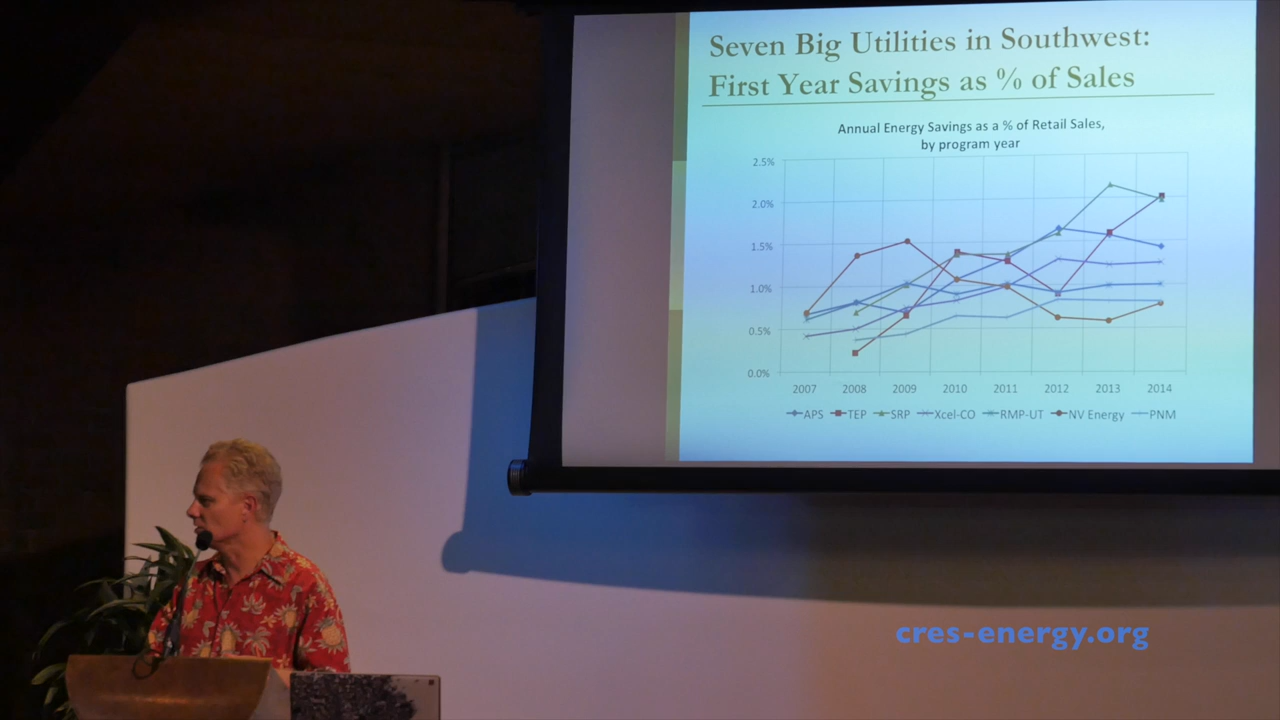 Seven Big Utilities in Southwest:
First Year Savings as % of Sales
Annual Energy Savings as a % of Retail Sales,
by program year
2.5%
2.0%
1.5%
1.0%
0.5%
0.0%
2007 2008 2009 2010 2011 2012 2013 2014
APS TEP SRP Xcel-CO RMP-UT NV Energy PNM
cres-energy.org